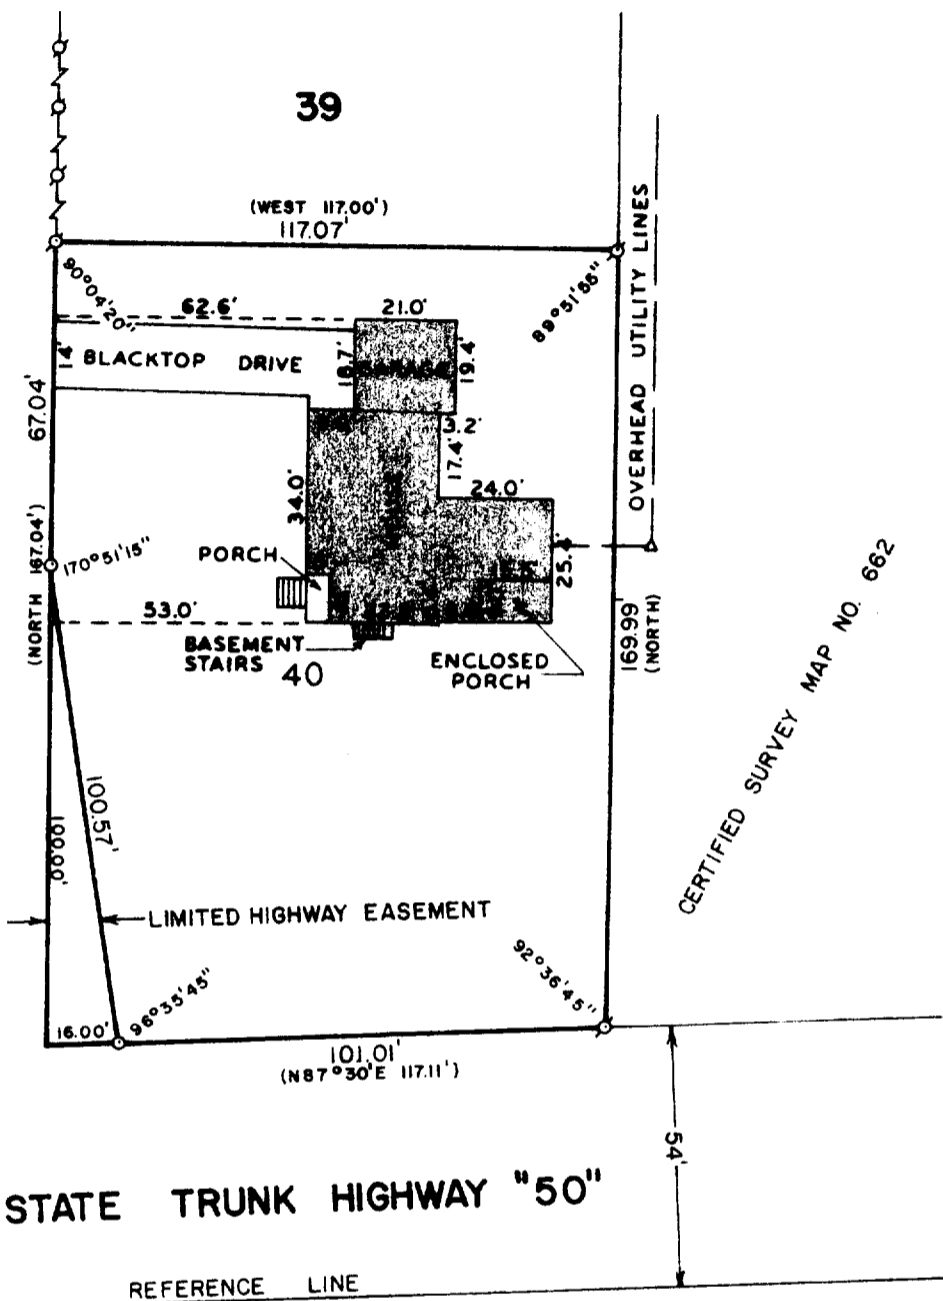 39
(WEST 117.00')
117.07'
90°04'20"
89°51'55"
OVERHEAD UTILITY LINES
62.6'
21.0'
14'
BLACKTOP DRIVE
18.7'
GARAGE
19.4'
67.04'
3.2'
17.4'
34.0'
HOUSE
24.0'
(NORTH 167.04')
170°51'15"
PORCH
25.4'
53.0'
BASEMENT
STAIRS
40
ENCLOSED
PORCH
169.99
(NORTH)
CERTIFIED SURVEY MAP NO. 662
100.57'
100.00'
LIMITED HIGHWAY EASEMENT
96°35'45"
92°36'45"
16.00'
101.01'
(N87°30'E 117.11')
54'
STATE TRUNK HIGHWAY "50"
REFERENCE LINE